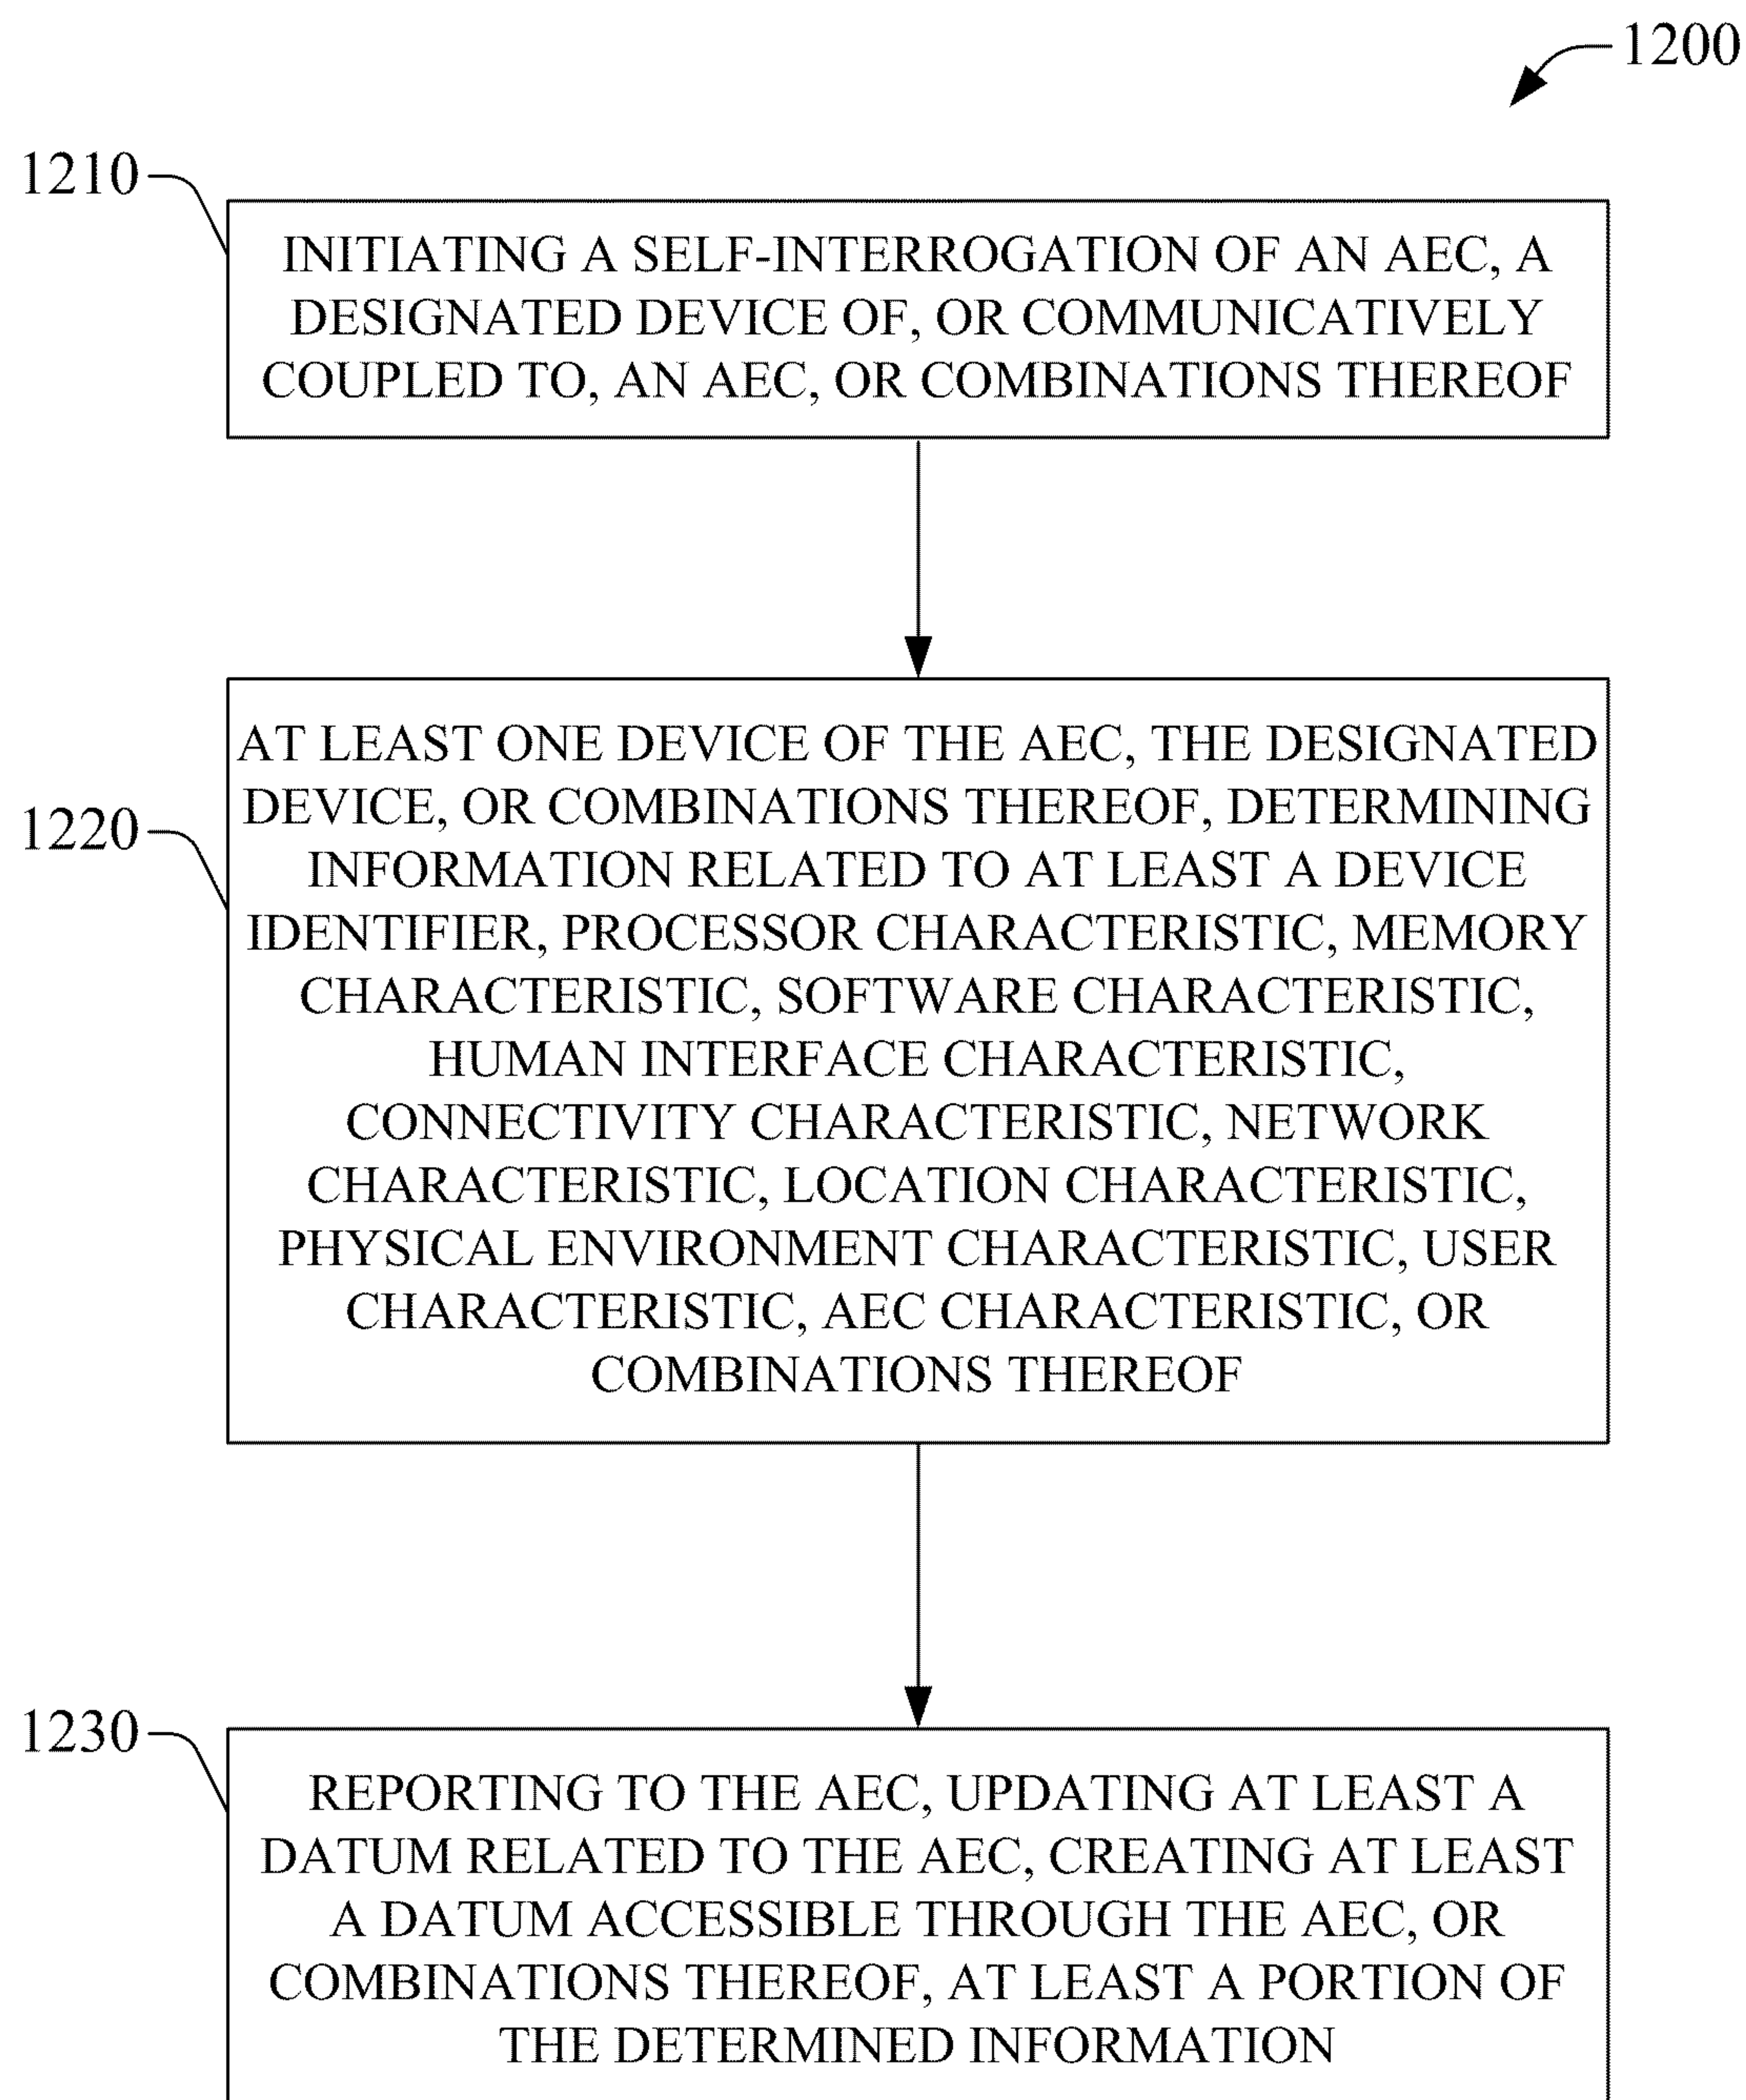 1200
1210
INITIATING A SELF-INTERROGATION OF AN AEC, A
DESIGNATED DEVICE OF, OR COMMUNICATIVELY
COUPLED TO, AN AEC, OR COMBINATIONS THEREOF
1220
AT LEAST ONE DEVICE OF THE AEC, THE DESIGNATED
DEVICE, OR COMBINATIONS THEREOF, DETERMINING
INFORMATION RELATED TO AT LEAST A DEVICE
IDENTIFIER, PROCESSOR CHARACTERISTIC, MEMORY
CHARACTERISTIC, SOFTWARE CHARACTERISTIC,
HUMAN INTERFACE CHARACTERISTIC,
CONNECTIVITY CHARACTERISTIC, NETWORK
CHARACTERISTIC, LOCATION CHARACTERISTIC,
PHYSICAL ENVIRONMENT CHARACTERISTIC, USER
CHARACTERISTIC, AEC CHARACTERISTIC, OR
COMBINATIONS THEREOF
1230
REPORTING TO THE AEC, UPDATING AT LEAST A
DATUM RELATED TO THE AEC, CREATING AT LEAST
A DATUM ACCESSIBLE THROUGH THE AEC, OR
COMBINATIONS THEREOF, AT LEAST A PORTION OF
THE DETERMINED INFORMATION